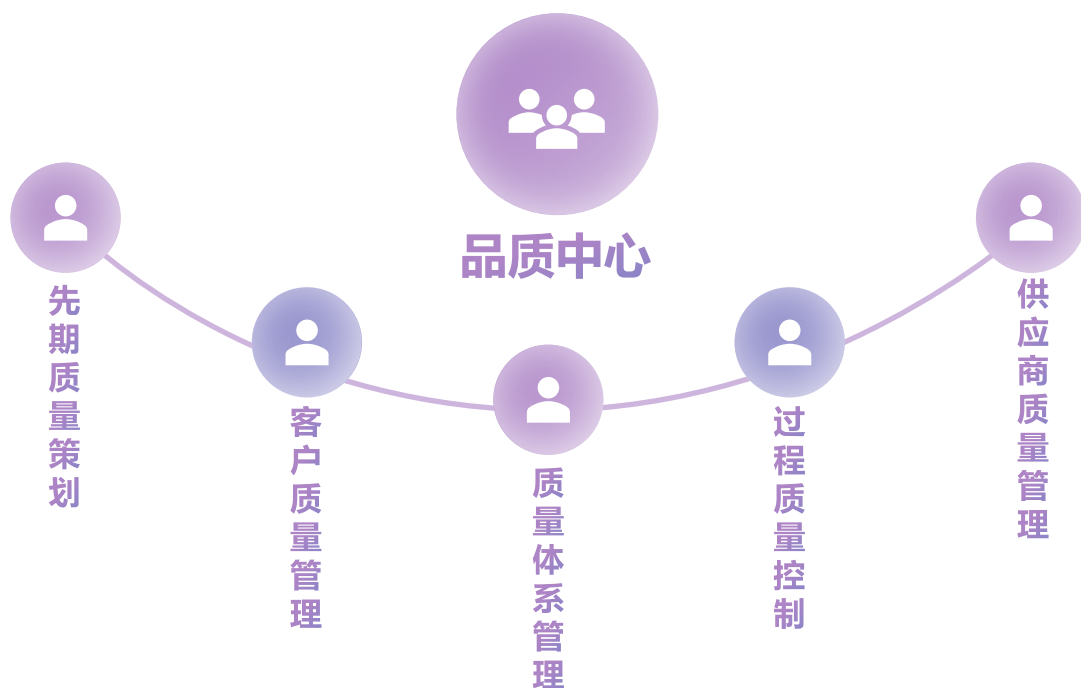 品质中心
先期质量策划
客户质量管理
质量体系管理
过程质量控制
供应商质量管理